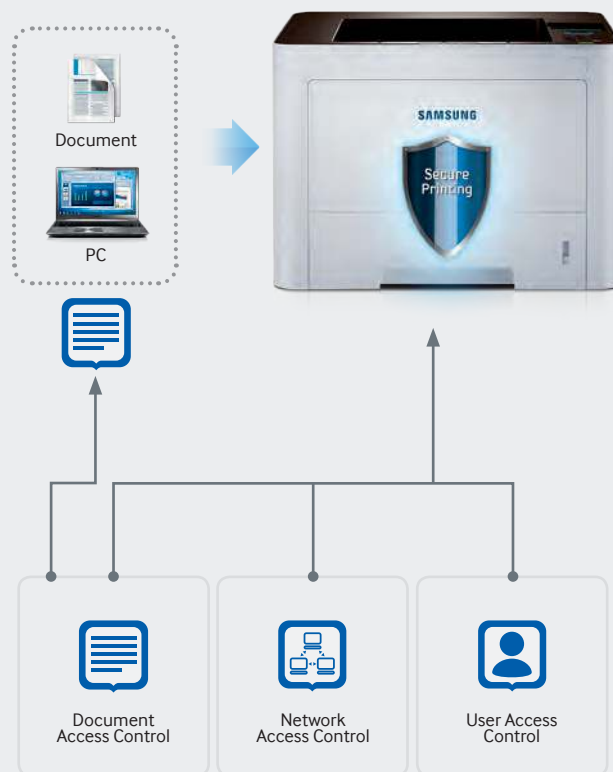 Document
PC
SAMSUNG
Secure
Printing
Document
Access Control
Network
Access Control
User Access
Control